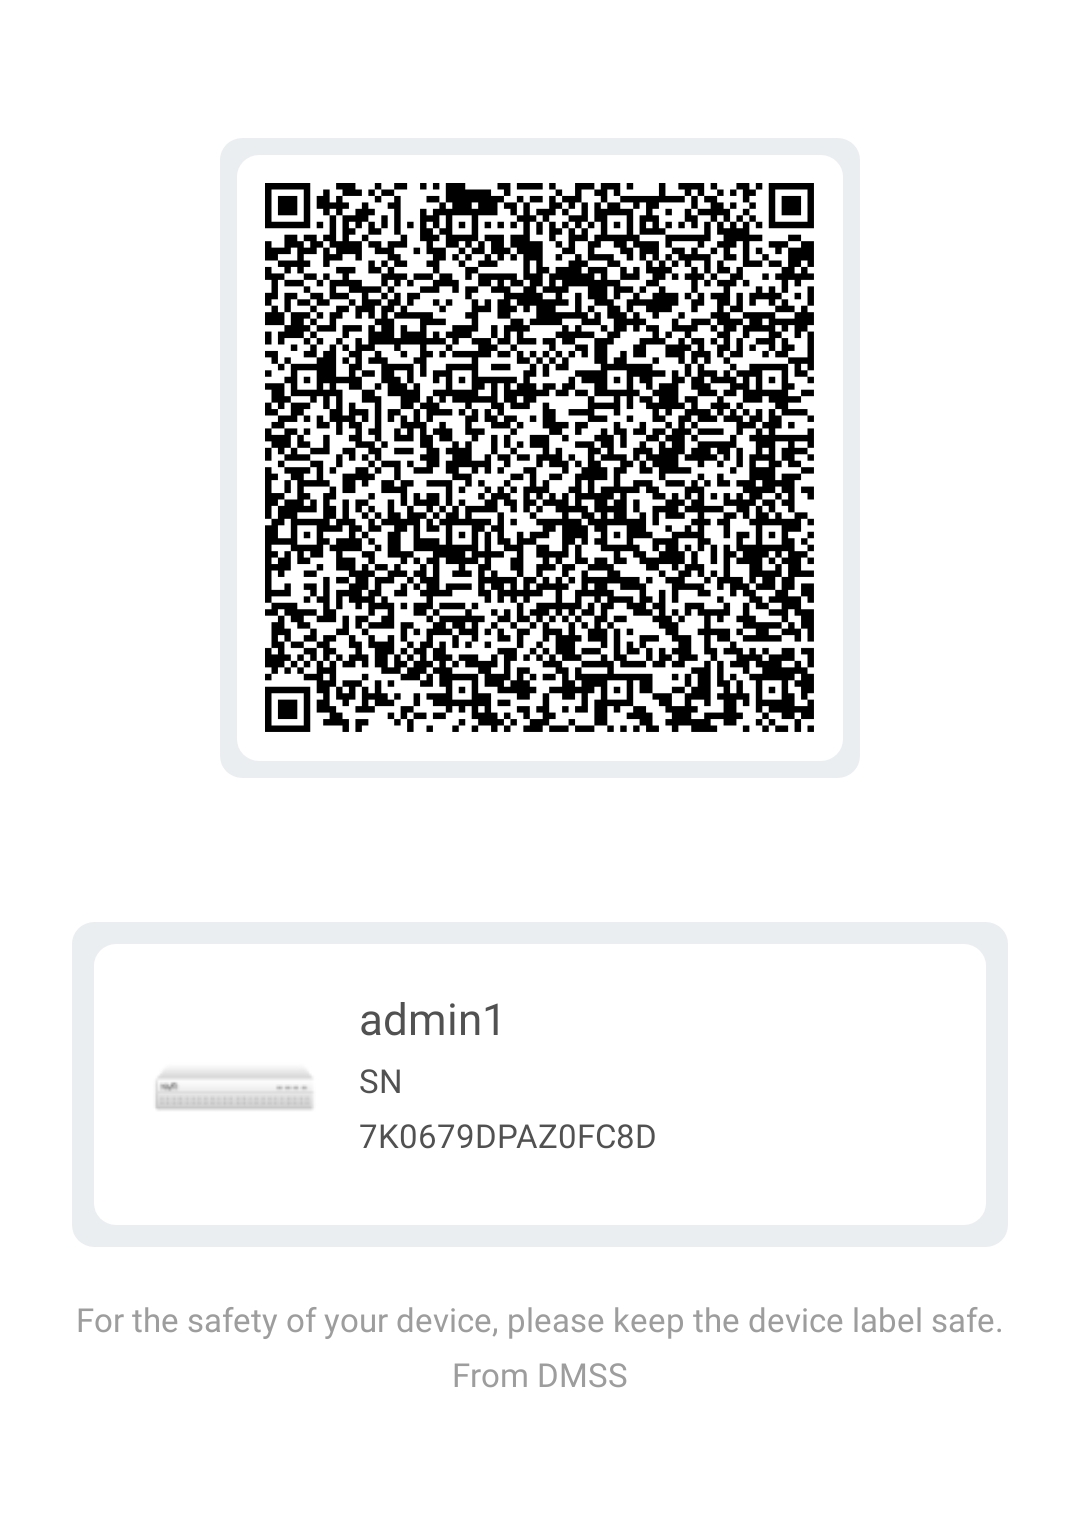 admin1
SN
7K0679DPAZ0FC8D
For the safety of your device, please keep the device label safe.
From DMSS